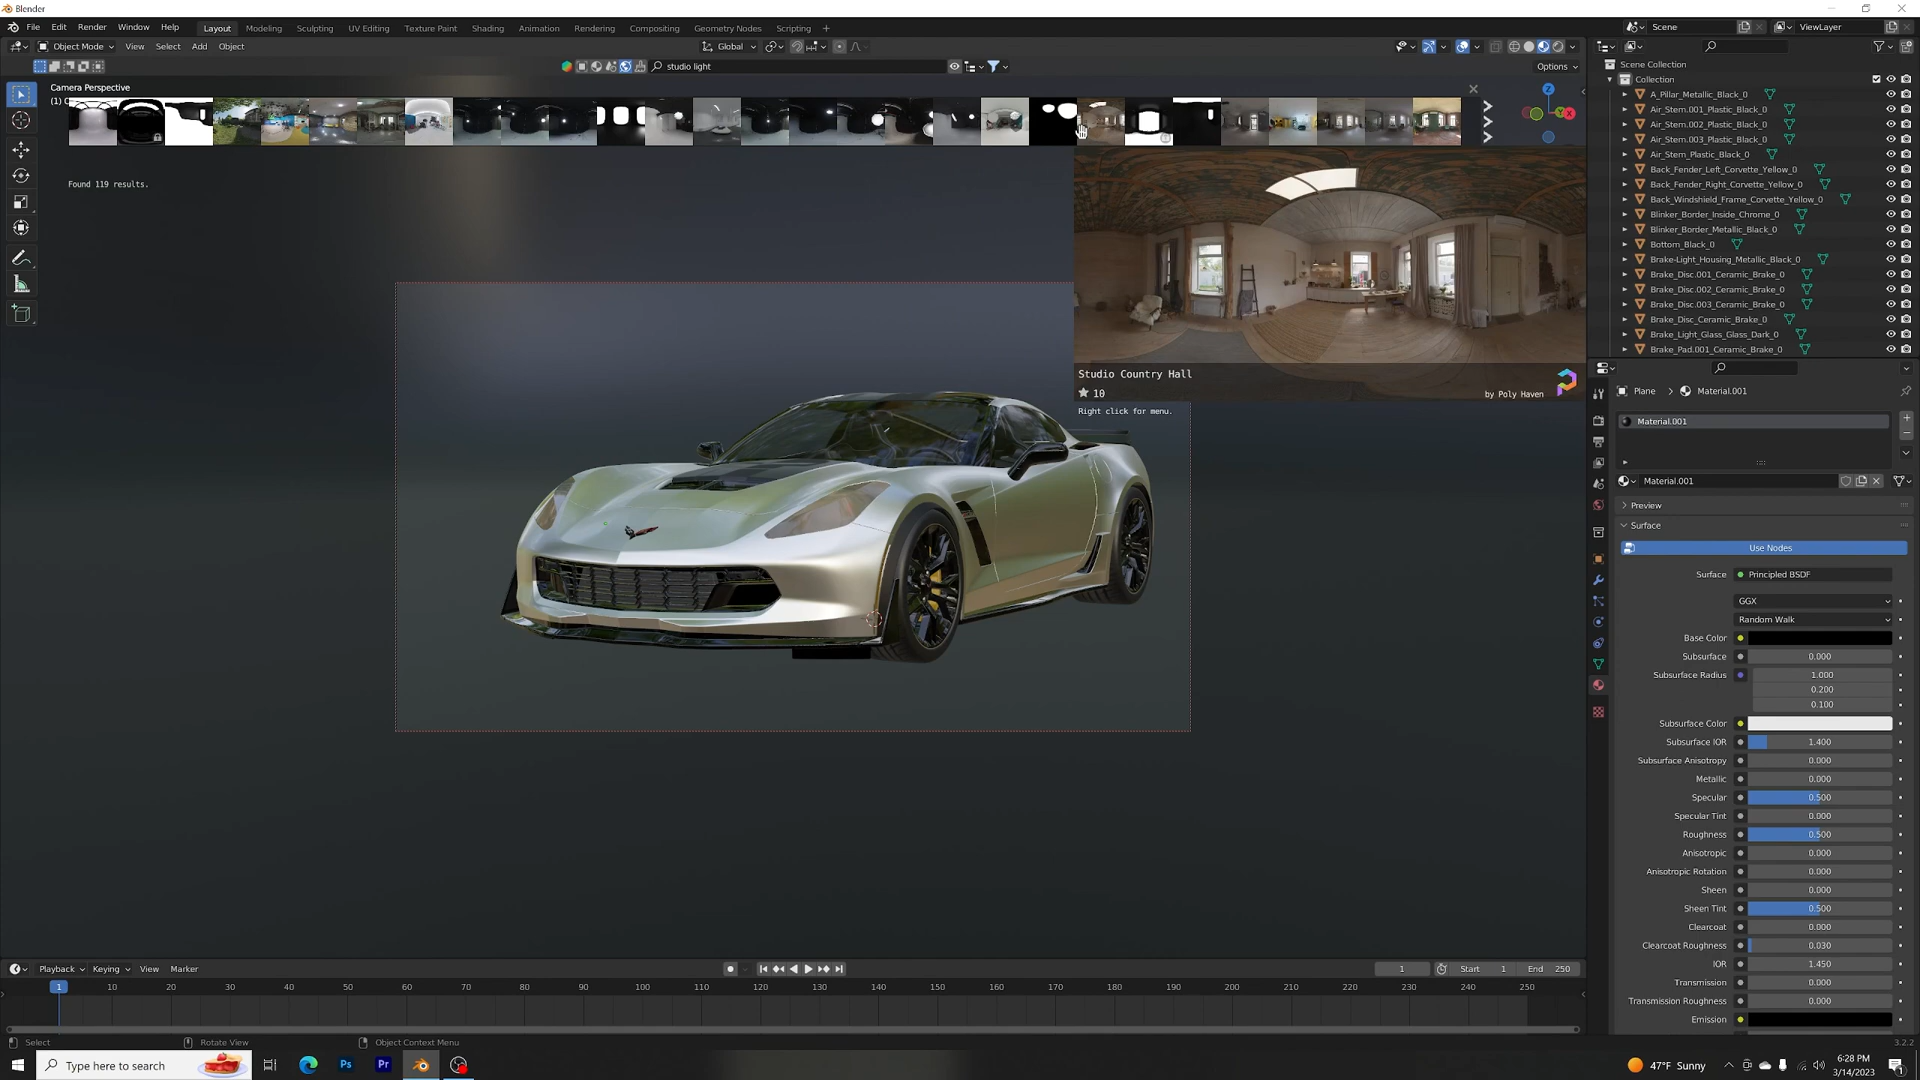 Blender
File Edit Render Window Help
Layout Modeling Sculpting UV Editing Texture Paint Shading Animation Rendering Compositing Geometry Nodes Scripting +
Scene
ViewLayer
Object Mode View Select Add Object
Global
studio light
Options
Camera Perspective
Found 119 results.
Studio Country Hall
10
by Poly Haven
Right click for menu.
Scene Collection
Collection
A_Pillar_Metallic_Black_0
Air_Stem.001_Plastic_Black_0
Air_Stem.002_Plastic_Black_0
Air_Stem.003_Plastic_Black_0
Air_Stem_Plastic_Black_0
Back_Fender_Left_Corvette_Yellow_0
Back_Fender_Right_Corvette_Yellow_0
Back_Windshield_Frame_Corvette_Yellow_0
Blinker_Border_Inside_Chrome_0
Blinker_Border_Metallic_Black_0
Bottom_Black_0
Brake-Light_Housing_Metallic_Black_0
Brake_Disc.001_Ceramic_Brake_0
Brake_Disc.002_Ceramic_Brake_0
Brake_Disc.003_Ceramic_Brake_0
Brake_Disc_Ceramic_Brake_0
Brake_Light_Glass_Glass_Dark_0
Brake_Pad.001_Ceramic_Brake_0
Plane Material.001
Material.001
Material.001
Preview
Surface
Use Nodes
Surface Principled BSDF
GGX
Random Walk
Base Color
Subsurface 0.000
Subsurface Radius 1.000
0.200
0.100
Subsurface Color
Subsurface IOR 1.400
Subsurface Anisotropy 0.000
Metallic 0.000
Specular 0.500
Specular Tint 0.000
Roughness 0.500
Anisotropic 0.000
Anisotropic Rotation 0.000
Sheen 0.000
Sheen Tint 0.500
Clearcoat 0.000
Clearcoat Roughness 0.030
IOR 1.450
Transmission 0.000
Transmission Roughness 0.000
Emission
Playback Keying View Marker
1 Start 1 End 250
1 10 20 30 40 50 60 70 80 90 100 110 120 130 140 150 160 170 180 190 200 210 220 230 240 250
Select Rotate View Object Context Menu
3.2.2
Type here to search
Ps
Pr
47°F Sunny
6:28 PM
3/14/2023
1